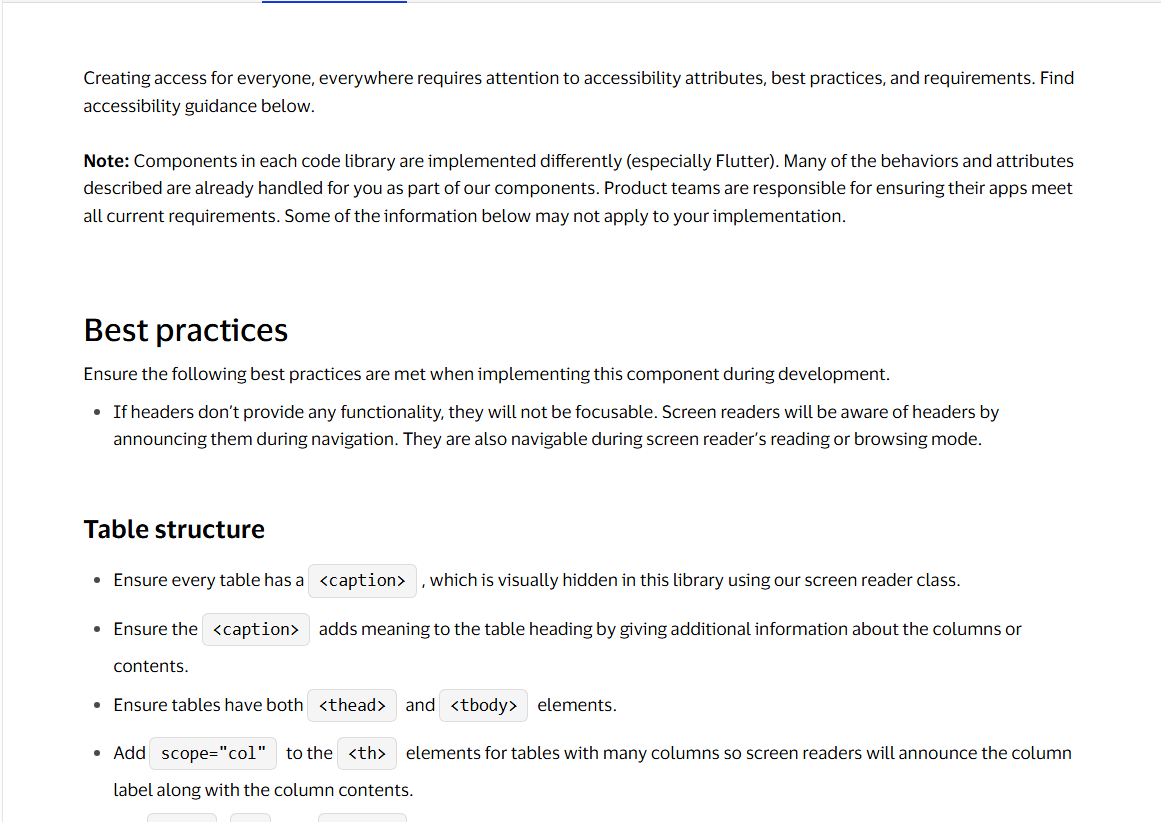 Creating access for everyone, everywhere requires attention to accessibility attributes, best practices, and requirements. Find
accessibility guidance below.
Note: Components in each code library are implemented differently (especially Flutter). Many of the behaviors and attributes
described are already handled for you as part of our components. Product teams are responsible for ensuring their apps meet
all current requirements. Some of the information below may not apply to your implementation.
Best practices
Ensure the following best practices are met when implementing this component during development.
• If headers don’t provide any functionality, they will not be focusable. Screen readers will be aware of headers by
announcing them during navigation. They are also navigable during screen reader’s reading or browsing mode.
Table structure
• Ensure every table has a <caption> , which is visually hidden in this library using our screen reader class.
• Ensure the <caption> adds meaning to the table heading by giving additional information about the columns or
contents.
• Ensure tables have both <thead> and <tbody> elements.
• Add scope="col" to the <th> elements for tables with many columns so screen readers will announce the column
label along with the column contents.